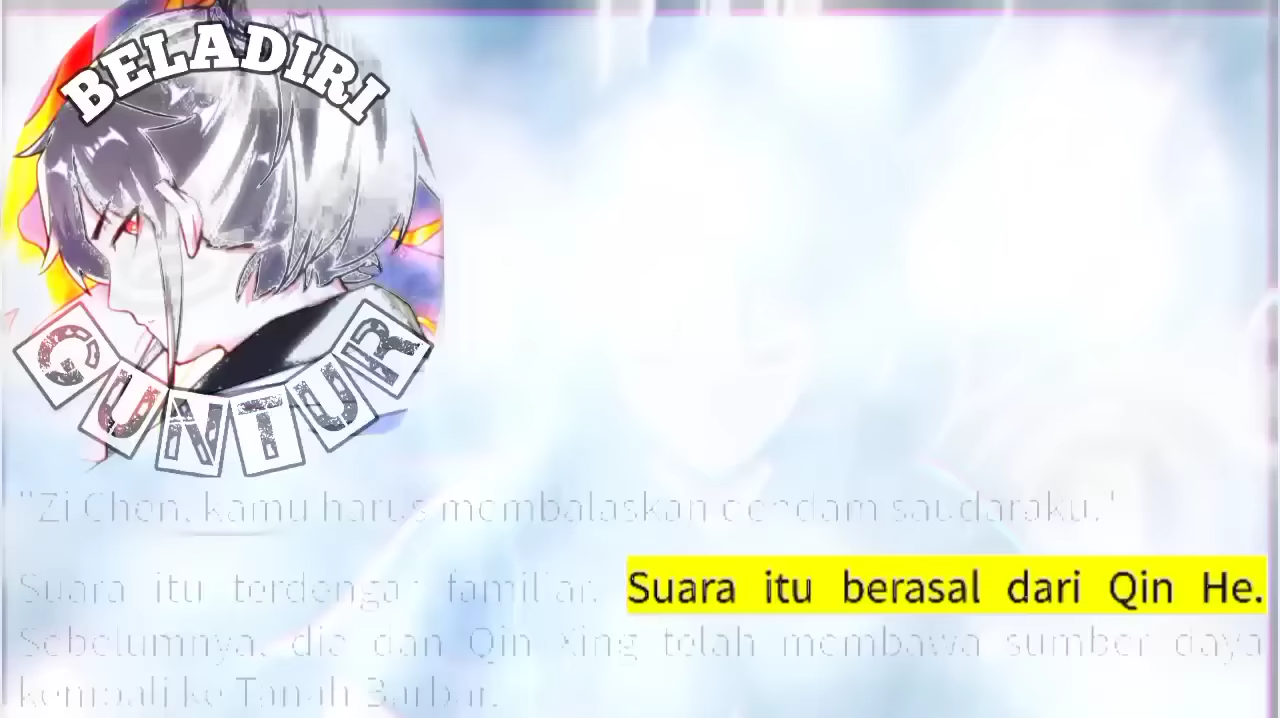 BELADIRI
GUNTUR
"Zi Chen, kamu harus membalaskan dendam saudaraku."
Suara itu terdengar familiar. Suara itu berasal dari Qin He.
Sebelumnya, dia dan Qin Xing telah membawa sumber daya
kembali ke Tanah Barbar.